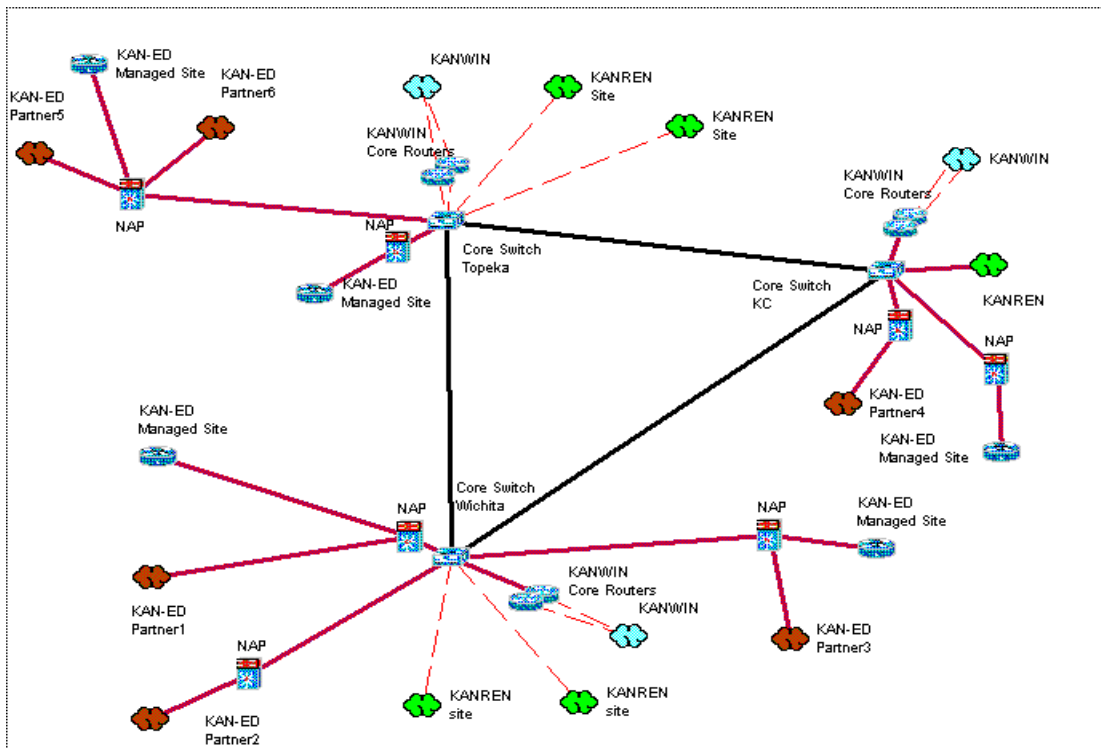 KAN-ED
Managed Site
KAN-ED
Partner6
KAN-ED
Partner5
NAP
KANWIN
KANWIN
Core Routers
KANREN
Site
KANREN
Site
NAP
Core Switch
Topeka
KAN-ED
Managed Site
KANWIN
KANWIN
Core Routers
Core Switch
KC
KANREN
NAP
NAP
KAN-ED
Partner4
KAN-ED
Managed Site
KAN-ED
Managed Site
Core Switch
Wichita
NAP
NAP
KAN-ED
Managed Site
KAN-ED
Partner1
KANWIN
Core Routers
KANWIN
KAN-ED
Partner3
NAP
KAN-ED
Partner2
KANREN
site
KANREN
site